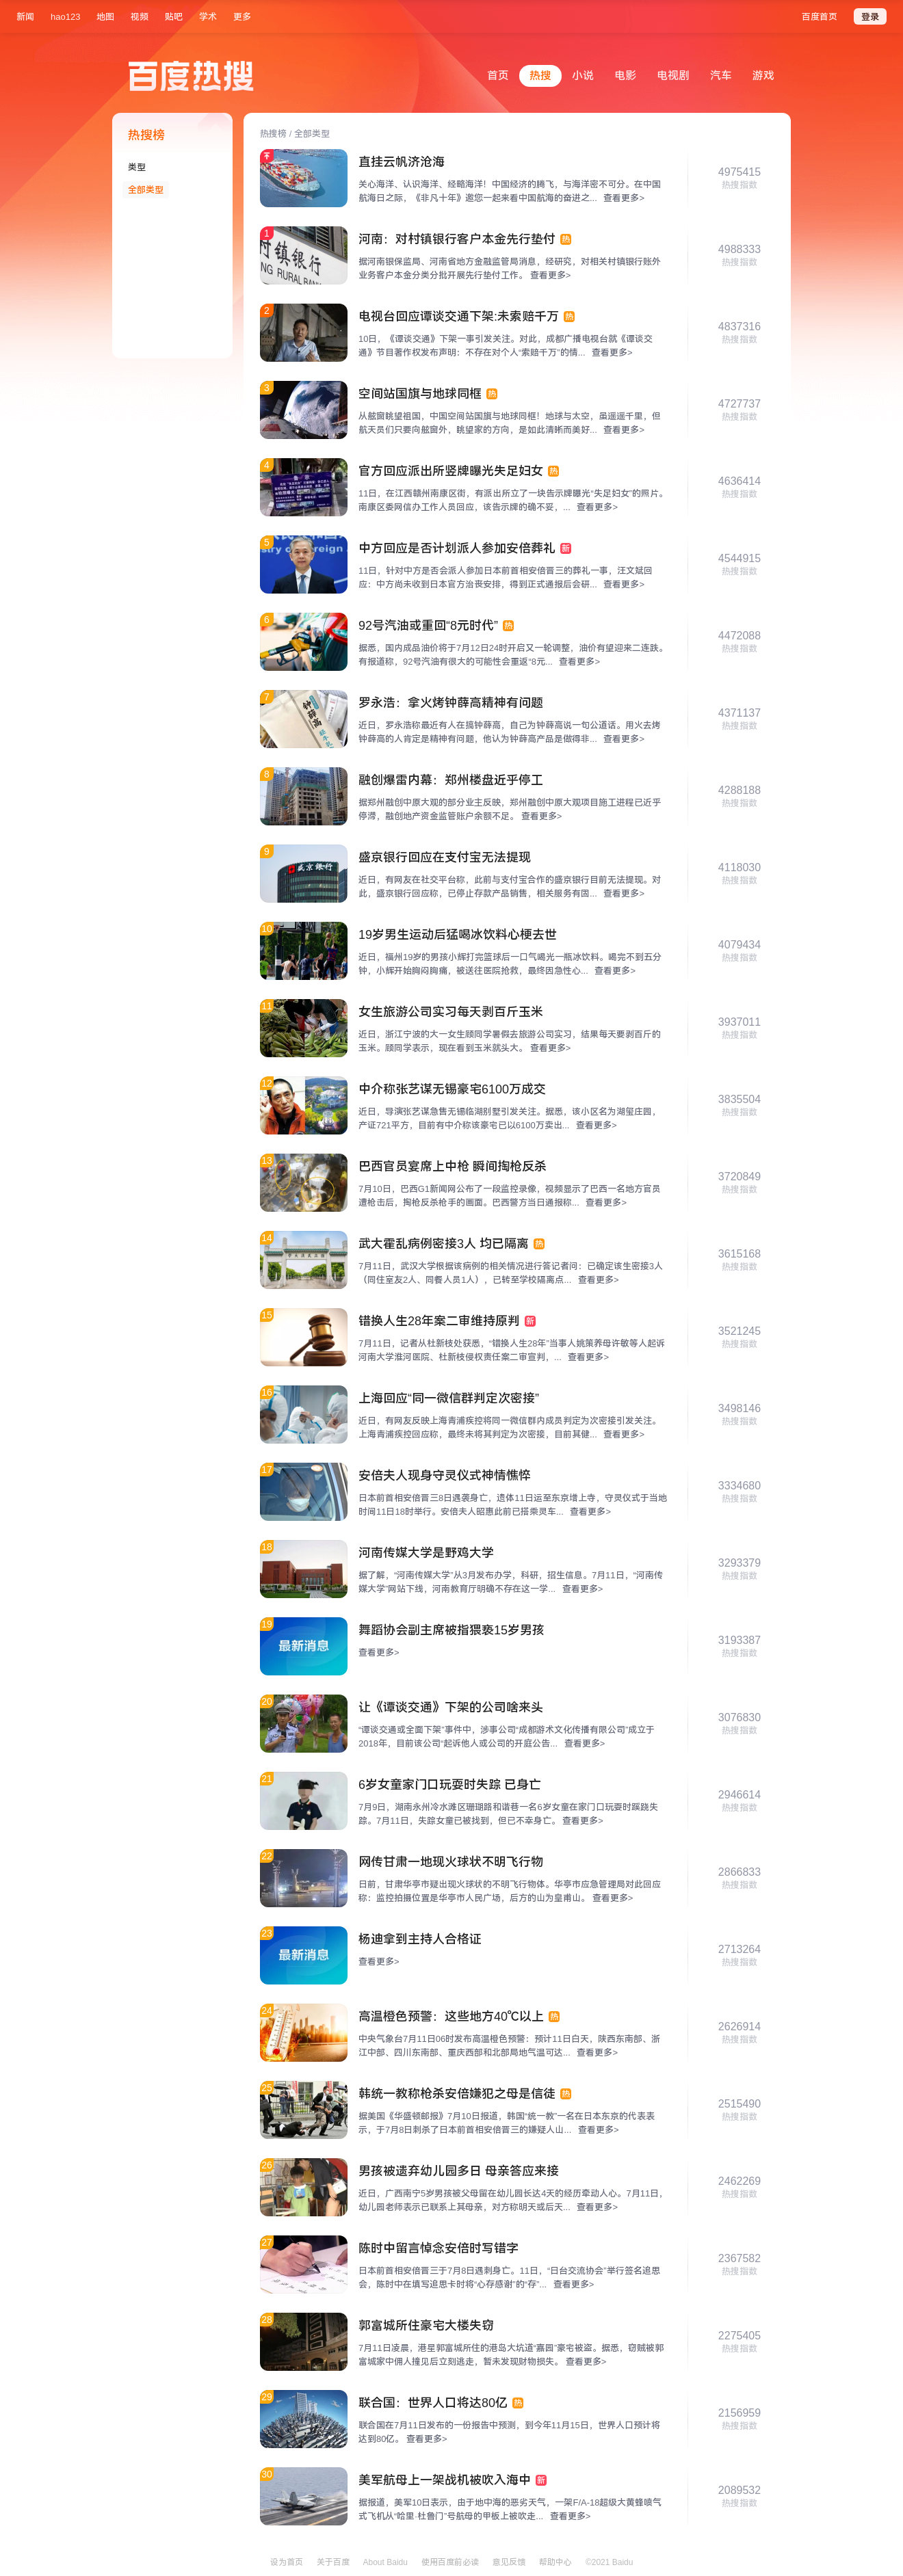 新闻 hao123 地图 视频 贴吧 学术 更多 百度首页 登录
百度热搜 首页 热搜 小说 电影 电视剧 汽车 游戏
热搜榜
类型
全部类型
热搜榜 / 全部类型
直挂云帆济沧海
关心海洋、认识海洋、经略海洋！中国经济的腾飞，与海洋密不可分。在中国
航海日之际，《非凡十年》邀您一起来看中国航海的奋进之... 查看更多>
4975415
热搜指数
1
河南：对村镇银行客户本金先行垫付 热
据河南银保监局、河南省地方金融监管局消息，经研究，对相关村镇银行账外
业务客户本金分类分批开展先行垫付工作。 查看更多>
4988333
热搜指数
2
电视台回应谭谈交通下架:未索赔千万 热
10日，《谭谈交通》下架一事引发关注。对此，成都广播电视台就《谭谈交
通》节目著作权发布声明：不存在对个人“索赔千万”的情... 查看更多>
4837316
热搜指数
3
空间站国旗与地球同框 热
从舷窗眺望祖国，中国空间站国旗与地球同框！地球与太空，虽遥遥千里，但
航天员们只要向舷窗外，眺望家的方向，是如此清晰而美好... 查看更多>
4727737
热搜指数
4
官方回应派出所竖牌曝光失足妇女 热
11日，在江西赣州南康区街，有派出所立了一块告示牌曝光“失足妇女”的照片。
南康区委网信办工作人员回应，该告示牌的确不妥，... 查看更多>
4636414
热搜指数
5
中方回应是否计划派人参加安倍葬礼 新
11日，针对中方是否会派人参加日本前首相安倍晋三的葬礼一事，汪文斌回
应：中方尚未收到日本官方治丧安排，得到正式通报后会研... 查看更多>
4544915
热搜指数
6
92号汽油或重回“8元时代” 热
据悉，国内成品油价将于7月12日24时开启又一轮调整，油价有望迎来二连跌。
有报道称，92号汽油有很大的可能性会重返“8元... 查看更多>
4472088
热搜指数
7
罗永浩：拿火烤钟薛高精神有问题
近日，罗永浩称最近有人在搞钟薛高，自己为钟薛高说一句公道话。用火去烤
钟薛高的人肯定是精神有问题，他认为钟薛高产品是做得非... 查看更多>
4371137
热搜指数
8
融创爆雷内幕：郑州楼盘近乎停工
据郑州融创中原大观的部分业主反映，郑州融创中原大观项目施工进程已近乎
停滞，融创地产资金监管账户余额不足。 查看更多>
4288188
热搜指数
9
盛京银行回应在支付宝无法提现
近日，有网友在社交平台称，此前与支付宝合作的盛京银行目前无法提现。对
此，盛京银行回应称，已停止存款产品销售，相关服务有固... 查看更多>
4118030
热搜指数
10
19岁男生运动后猛喝冰饮料心梗去世
近日，福州19岁的男孩小辉打完篮球后一口气喝光一瓶冰饮料。喝完不到五分
钟，小辉开始胸闷胸痛，被送往医院抢救，最终因急性心... 查看更多>
4079434
热搜指数
11
女生旅游公司实习每天剥百斤玉米
近日，浙江宁波的大一女生顾同学暑假去旅游公司实习，结果每天要剥百斤的
玉米。顾同学表示，现在看到玉米就头大。 查看更多>
3937011
热搜指数
12
中介称张艺谋无锡豪宅6100万成交
近日，导演张艺谋急售无锡临湖别墅引发关注。据悉，该小区名为湖玺庄园，
产证721平方，目前有中介称该豪宅已以6100万卖出... 查看更多>
3835504
热搜指数
13
巴西官员宴席上中枪 瞬间掏枪反杀
7月10日，巴西G1新闻网公布了一段监控录像，视频显示了巴西一名地方官员
遭枪击后，掏枪反杀枪手的画面。巴西警方当日通报称... 查看更多>
3720849
热搜指数
14
武大霍乱病例密接3人 均已隔离 热
7月11日，武汉大学根据该病例的相关情况进行答记者问：已确定该生密接3人
（同住室友2人、同餐人员1人），已转至学校隔离点... 查看更多>
3615168
热搜指数
15
错换人生28年案二审维持原判 新
7月11日，记者从杜新枝处获悉，“错换人生28年”当事人姚策养母许敏等人起诉
河南大学淮河医院、杜新枝侵权责任案二审宣判，... 查看更多>
3521245
热搜指数
16
上海回应“同一微信群判定次密接”
近日，有网友反映上海青浦疾控将同一微信群内成员判定为次密接引发关注。
上海青浦疾控回应称，最终未将其判定为次密接，目前其健... 查看更多>
3498146
热搜指数
17
安倍夫人现身守灵仪式神情憔悴
日本前首相安倍晋三8日遇袭身亡，遗体11日运至东京增上寺，守灵仪式于当地
时间11日18时举行。安倍夫人昭惠此前已搭乘灵车... 查看更多>
3334680
热搜指数
18
河南传媒大学是野鸡大学
据了解，“河南传媒大学”从3月发布办学，科研，招生信息。7月11日，“河南传
媒大学”网站下线，河南教育厅明确不存在这一学... 查看更多>
3293379
热搜指数
19
最新消息
舞蹈协会副主席被指猥亵15岁男孩
查看更多>
3193387
热搜指数
20
让《谭谈交通》下架的公司啥来头
“谭谈交通或全面下架”事件中，涉事公司“成都游术文化传播有限公司”成立于
2018年，目前该公司“起诉他人或公司的开庭公告... 查看更多>
3076830
热搜指数
21
6岁女童家门口玩耍时失踪 已身亡
7月9日，湖南永州冷水滩区珊瑚路和谐巷一名6岁女童在家门口玩耍时蹊跷失
踪。7月11日，失踪女童已被找到，但已不幸身亡。 查看更多>
2946614
热搜指数
22
网传甘肃一地现火球状不明飞行物
日前，甘肃华亭市疑出现火球状的不明飞行物体。华亭市应急管理局对此回应
称：监控拍摄位置是华亭市人民广场，后方的山为皇甫山。 查看更多>
2866833
热搜指数
23
最新消息
杨迪拿到主持人合格证
查看更多>
2713264
热搜指数
24
高温橙色预警：这些地方40℃以上 热
中央气象台7月11日06时发布高温橙色预警：预计11日白天，陕西东南部、浙
江中部、四川东南部、重庆西部和北部局地气温可达... 查看更多>
2626914
热搜指数
25
韩统一教称枪杀安倍嫌犯之母是信徒 热
据美国《华盛顿邮报》7月10日报道，韩国“统一教”一名在日本东京的代表表
示，于7月8日刺杀了日本前首相安倍晋三的嫌疑人山... 查看更多>
2515490
热搜指数
26
男孩被遗弃幼儿园多日 母亲答应来接
近日，广西南宁5岁男孩被父母留在幼儿园长达4天的经历牵动人心。7月11日，
幼儿园老师表示已联系上其母亲，对方称明天或后天... 查看更多>
2462269
热搜指数
27
陈时中留言悼念安倍时写错字
日本前首相安倍晋三于7月8日遇刺身亡。11日，“日台交流协会”举行签名追思
会，陈时中在填写追思卡时将“心存感谢”的“存”... 查看更多>
2367582
热搜指数
28
郭富城所住豪宅大楼失窃
7月11日凌晨，港星郭富城所住的港岛大坑道“嘉园”豪宅被盗。据悉，窃贼被郭
富城家中佣人撞见后立刻逃走，暂未发现财物损失。 查看更多>
2275405
热搜指数
29
联合国：世界人口将达80亿 热
联合国在7月11日发布的一份报告中预测，到今年11月15日，世界人口预计将
达到80亿。 查看更多>
2156959
热搜指数
30
美军航母上一架战机被吹入海中 新
据报道，美军10日表示，由于地中海的恶劣天气，一架F/A-18超级大黄蜂喷气
式飞机从“哈里·杜鲁门”号航母的甲板上被吹走... 查看更多>
2089532
热搜指数
设为首页 关于百度 About Baidu 使用百度前必读 意见反馈 帮助中心 ©2021 Baidu